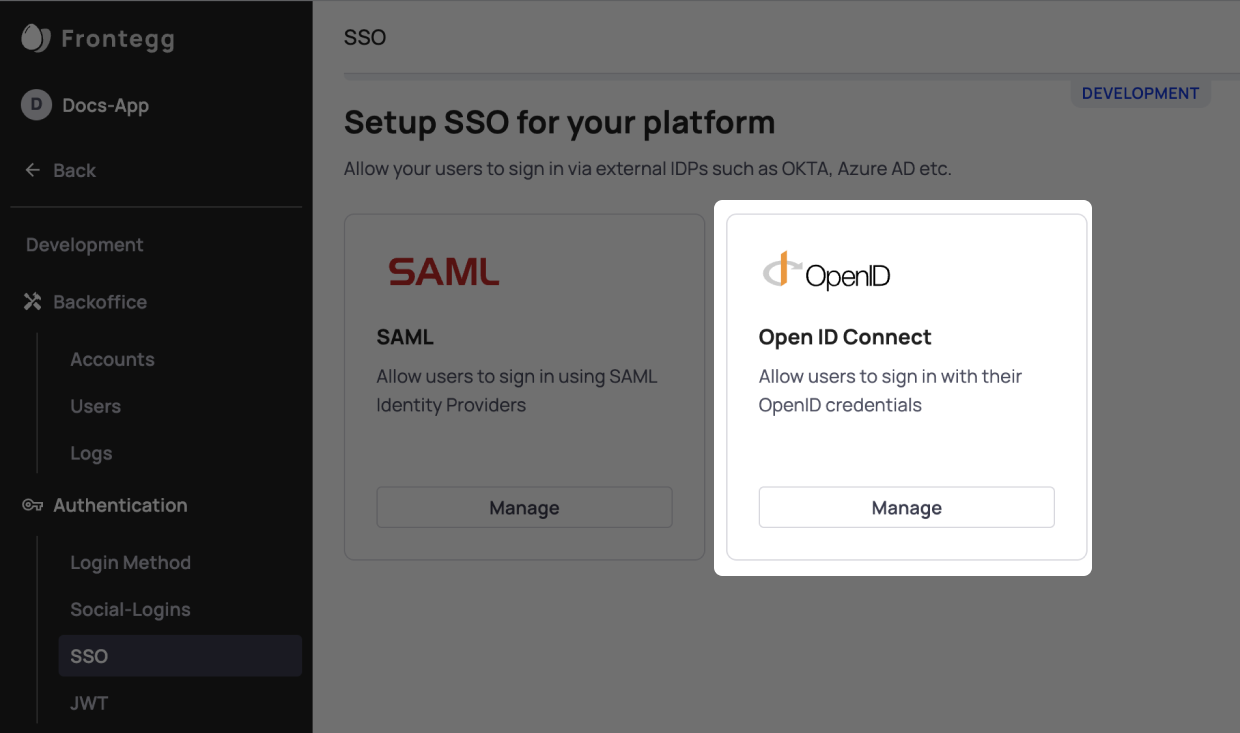 Frontegg
D
Docs-App
Back
Development
Backoffice
Accounts
Users
Logs
Authentication
Login Method
Social-Logins
SSO
JWT
SSO
DEVELOPMENT
Setup SSO for your platform
Allow your users to sign in via external IDPs such as OKTA, Azure AD etc.
SAML
SAML
Allow users to sign in using SAML
Identity Providers
Manage
OpenID
Open ID Connect
Allow users to sign in with their
OpenID credentials
Manage